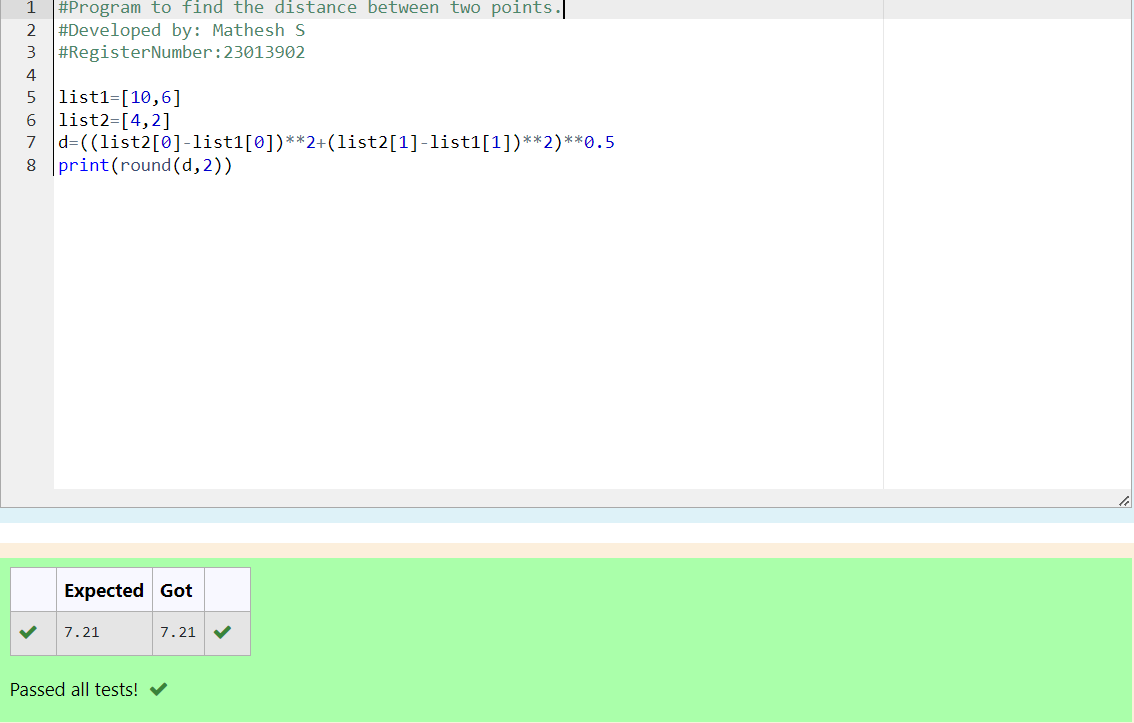 1 #Program to find the distance between two points.
2 #Developed by: Mathesh S
3 #RegisterNumber:23013902
4
5 list1=[10,6]
6 list2=[4,2]
7 d=((list2[0]-list1[0])**2+(list2[1]-list1[1])**2)**0.5
8 print(round(d,2))
Expected Got
7.21 7.21
Passed all tests!